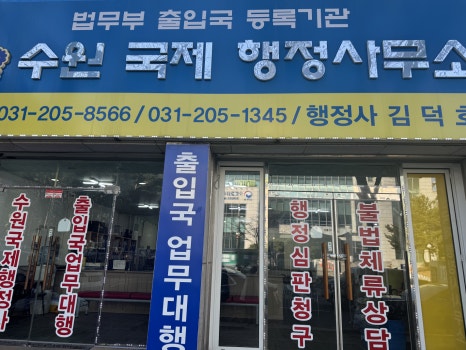 법무부 출입국 등록기관
수원 국제 행정사무소
031-205-8566/031-205-1345/행정사 김 덕 호
수원국제행정사
출입국업무대행
출입국 업무대행
행정심판청구
불법체류상담